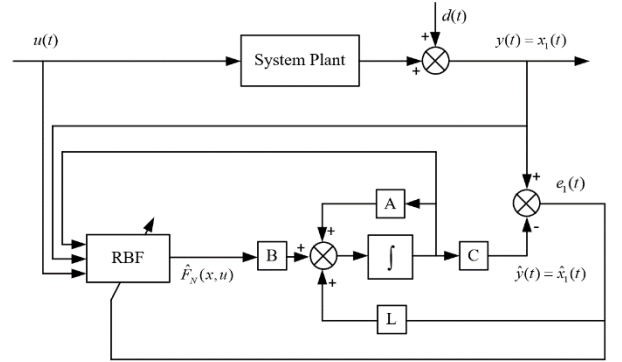 d(t)
u(t)
+
y(t) = x₁(t)
System Plant
+
+
e₁(t)
A
+
-
RBF
B
+
∫
C
F̂_N(x,u)
ŷ(t) = x̂₁(t)
+
L